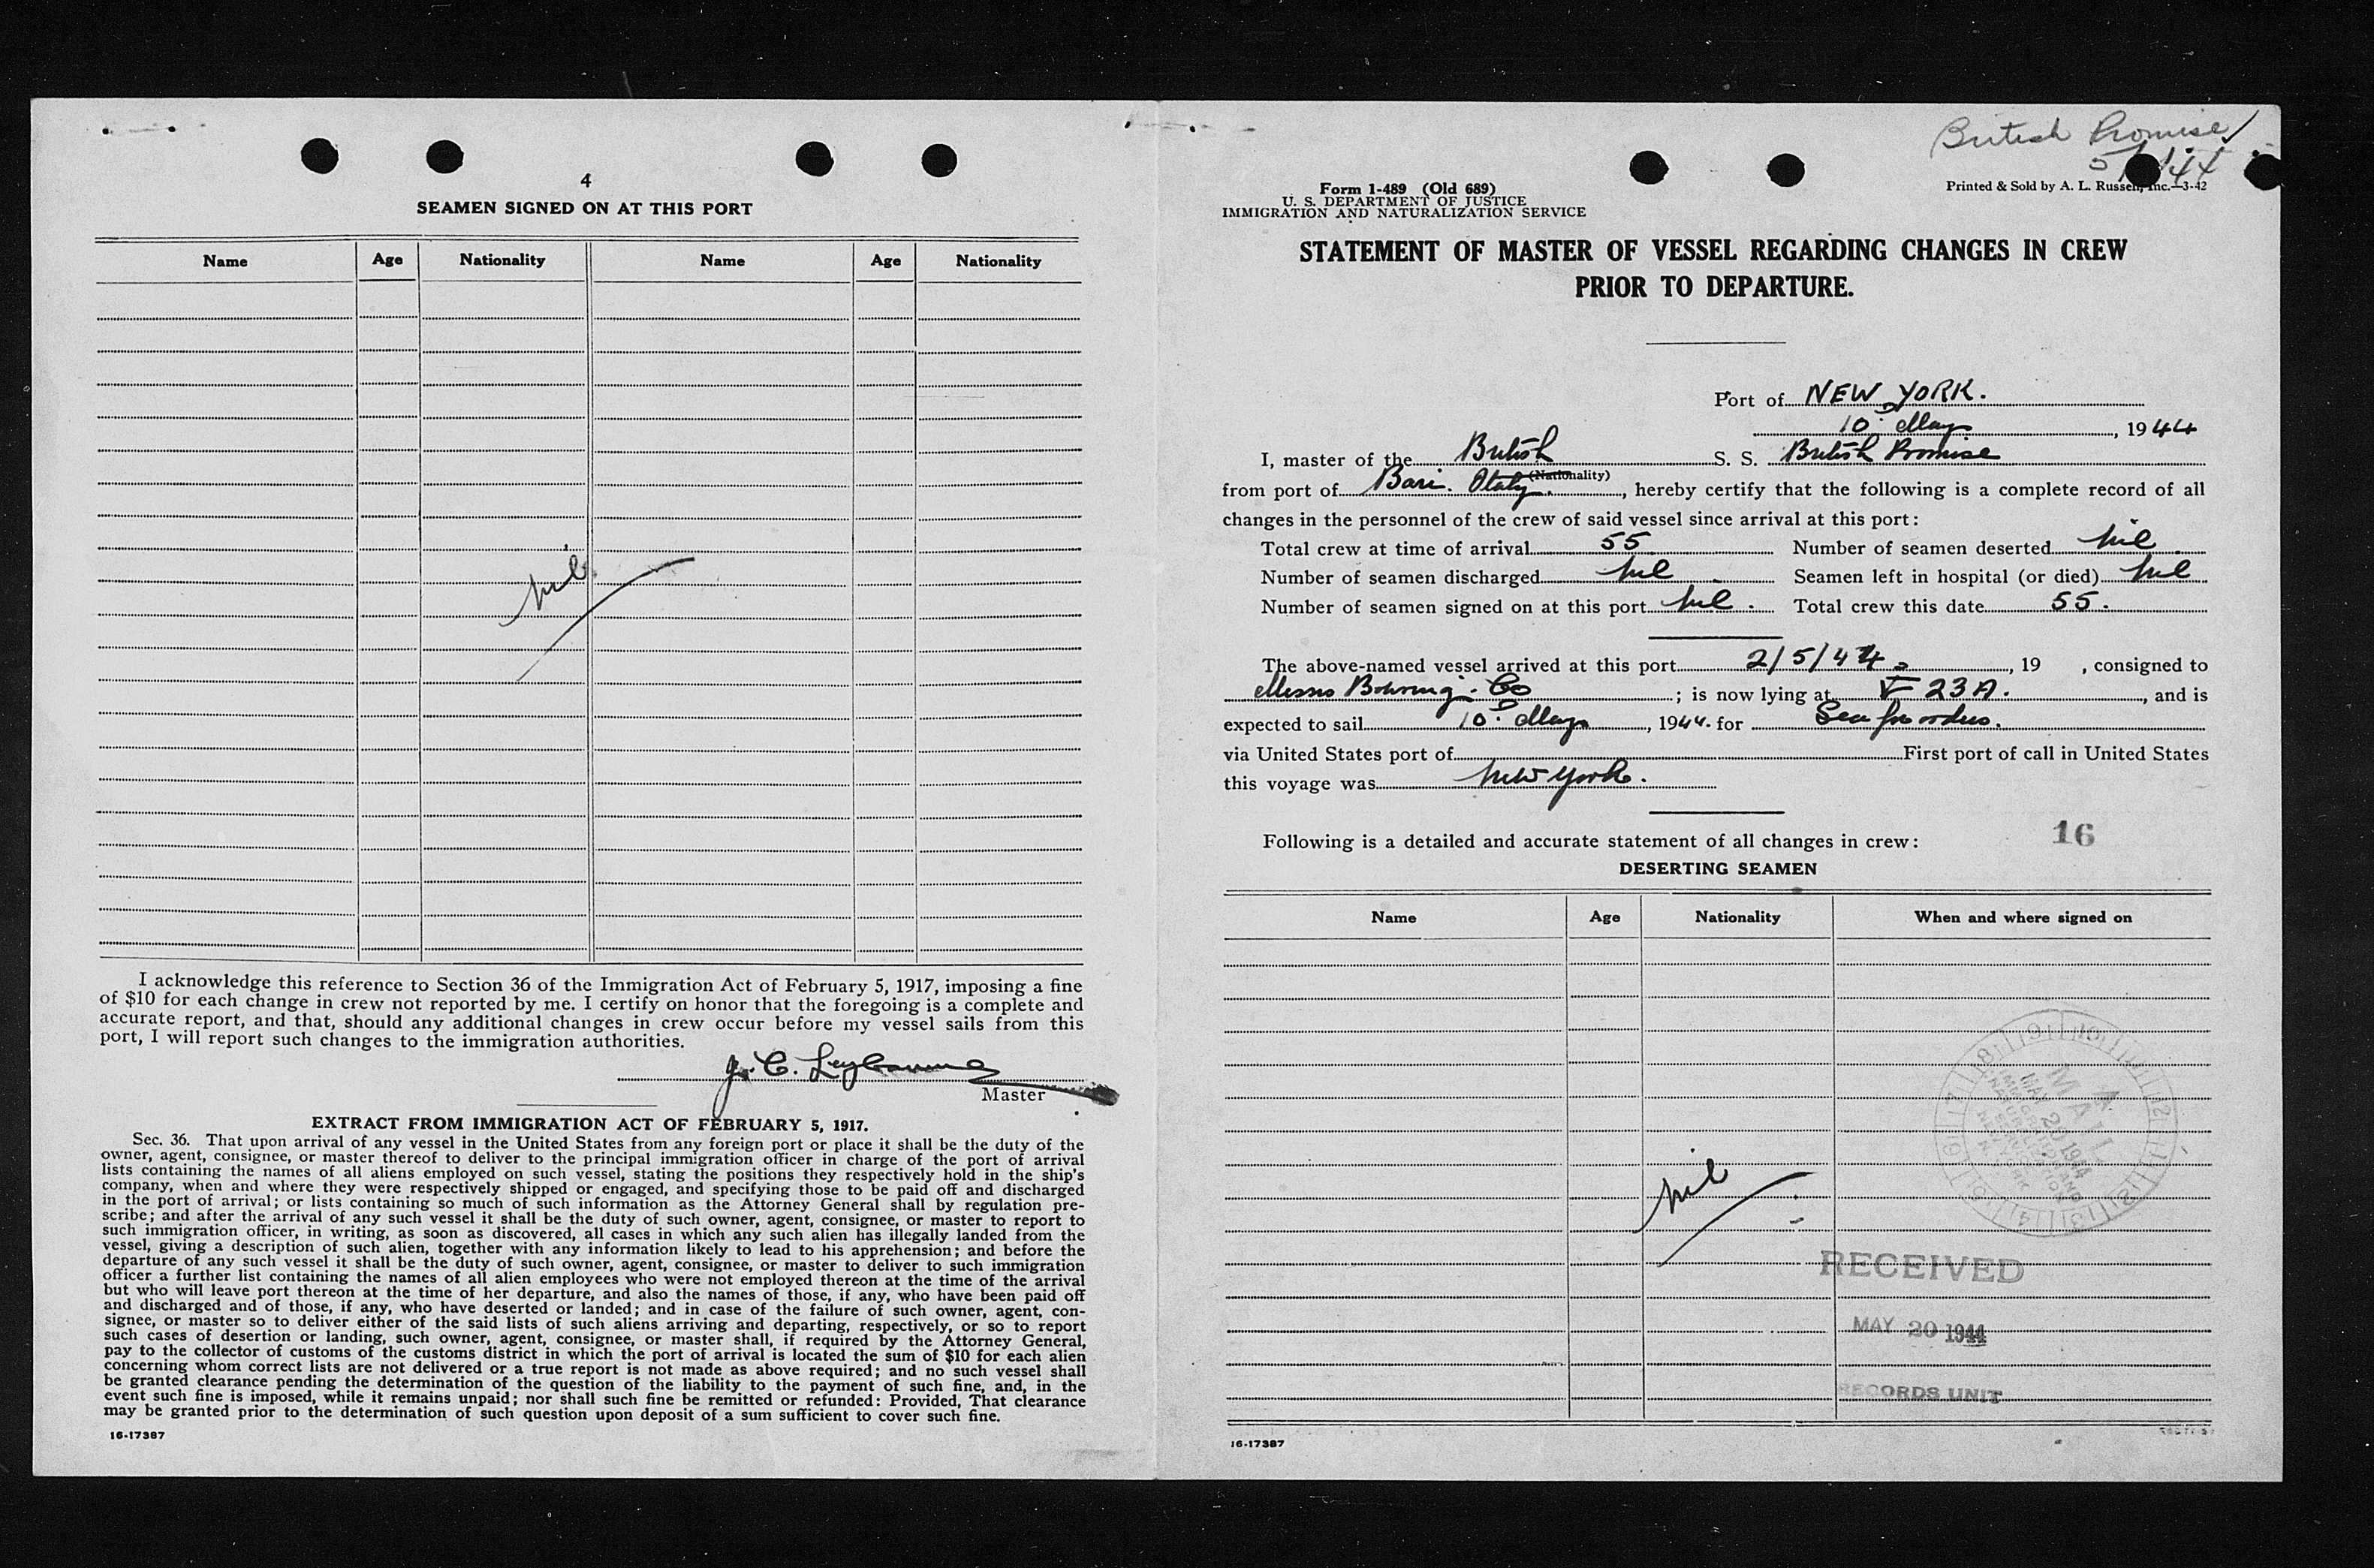 4
SEAMEN SIGNED ON AT THIS PORT
Name Age Nationality Name Age Nationality
nil
I acknowledge this reference to Section 36 of the Immigration Act of February 5, 1917, imposing a fine
of $10 for each change in crew not reported by me. I certify on honor that the foregoing is a complete and
accurate report, and that, should any additional changes in crew occur before my vessel sails from this
port, I will report such changes to the immigration authorities.
J. C.
Master
EXTRACT FROM IMMIGRATION ACT OF FEBRUARY 5, 1917.
Sec. 36. That upon arrival of any vessel in the United States from any foreign port or place it shall be the duty of the
owner, agent, consignee, or master thereof to deliver to the principal immigration officer in charge of the port of arrival
lists containing the names of all aliens employed on such vessel, stating the positions they respectively hold in the ship's
company, when and where they were respectively shipped or engaged, and specifying those to be paid off and discharged
in the port of arrival; or lists containing so much of such information as the Attorney General shall by regulation pre-
scribe; and after the arrival of any such vessel it shall be the duty of such owner, agent, consignee, or master to report to
such immigration officer, in writing, as soon as discovered, all cases in which any such alien has illegally landed from the
vessel, giving a description of such alien, together with any information likely to lead to his apprehension; and before the
departure of any such vessel it shall be the duty of such owner, agent, consignee, or master to deliver to such immigration
officer a further list containing the names of all alien employees who were not employed thereon at the time of the arrival
but who will leave port thereon at the time of her departure, and also the names of those, if any, who have been paid off
and discharged and of those, if any, who have deserted or landed; and in case of the failure of such owner, agent, con-
signee, or master so to deliver either of the said lists of such aliens arriving and departing, respectively, or so to report
such cases of desertion or landing, such owner, agent, consignee, or master shall, if required by the Attorney General,
pay to the collector of customs of the customs district in which the port of arrival is located the sum of $10 for each alien
concerning whom correct lists are not delivered or a true report is not made as above required; and no such vessel shall
be granted clearance pending the determination of the question of the liability to the payment of such fine, and, in the
event such fine is imposed, while it remains unpaid; nor shall such fine be remitted or refunded: Provided, That clearance
may be granted prior to the determination of such question upon deposit of a sum sufficient to cover such fine.
16-17387
British Promise
Form 1-489 (Old 689)
U. S. DEPARTMENT OF JUSTICE
IMMIGRATION AND NATURALIZATION SERVICE
Printed & Sold by A. L. Russell, Inc.—3-42
STATEMENT OF MASTER OF VESSEL REGARDING CHANGES IN CREW
PRIOR TO DEPARTURE.
Port of NEW YORK.
10 May, 1944
I, master of the British S. S. British Promise
(Nationality)
from port of Bari. Italy., hereby certify that the following is a complete record of all
changes in the personnel of the crew of said vessel since arrival at this port:
Total crew at time of arrival 55 Number of seamen deserted nil
Number of seamen discharged nil Seamen left in hospital (or died) nil
Number of seamen signed on at this port nil. Total crew this date 55.
The above-named vessel arrived at this port 2/5/44, 19 , consigned to
Messrs Co; is now lying at 23A., and is
expected to sail 10 May, 1944. for Sea for orders.
via United States port of First port of call in United States
this voyage was New York.
Following is a detailed and accurate statement of all changes in crew: 16
DESERTING SEAMEN
Name Age Nationality When and where signed on
MAIL
MAY 20 1944
IMMIGRATION AND
NATURALIZATION
SERVICE
NEW YORK
nil
RECEIVED
MAY 20 1944
RECORDS UNIT
16-17387